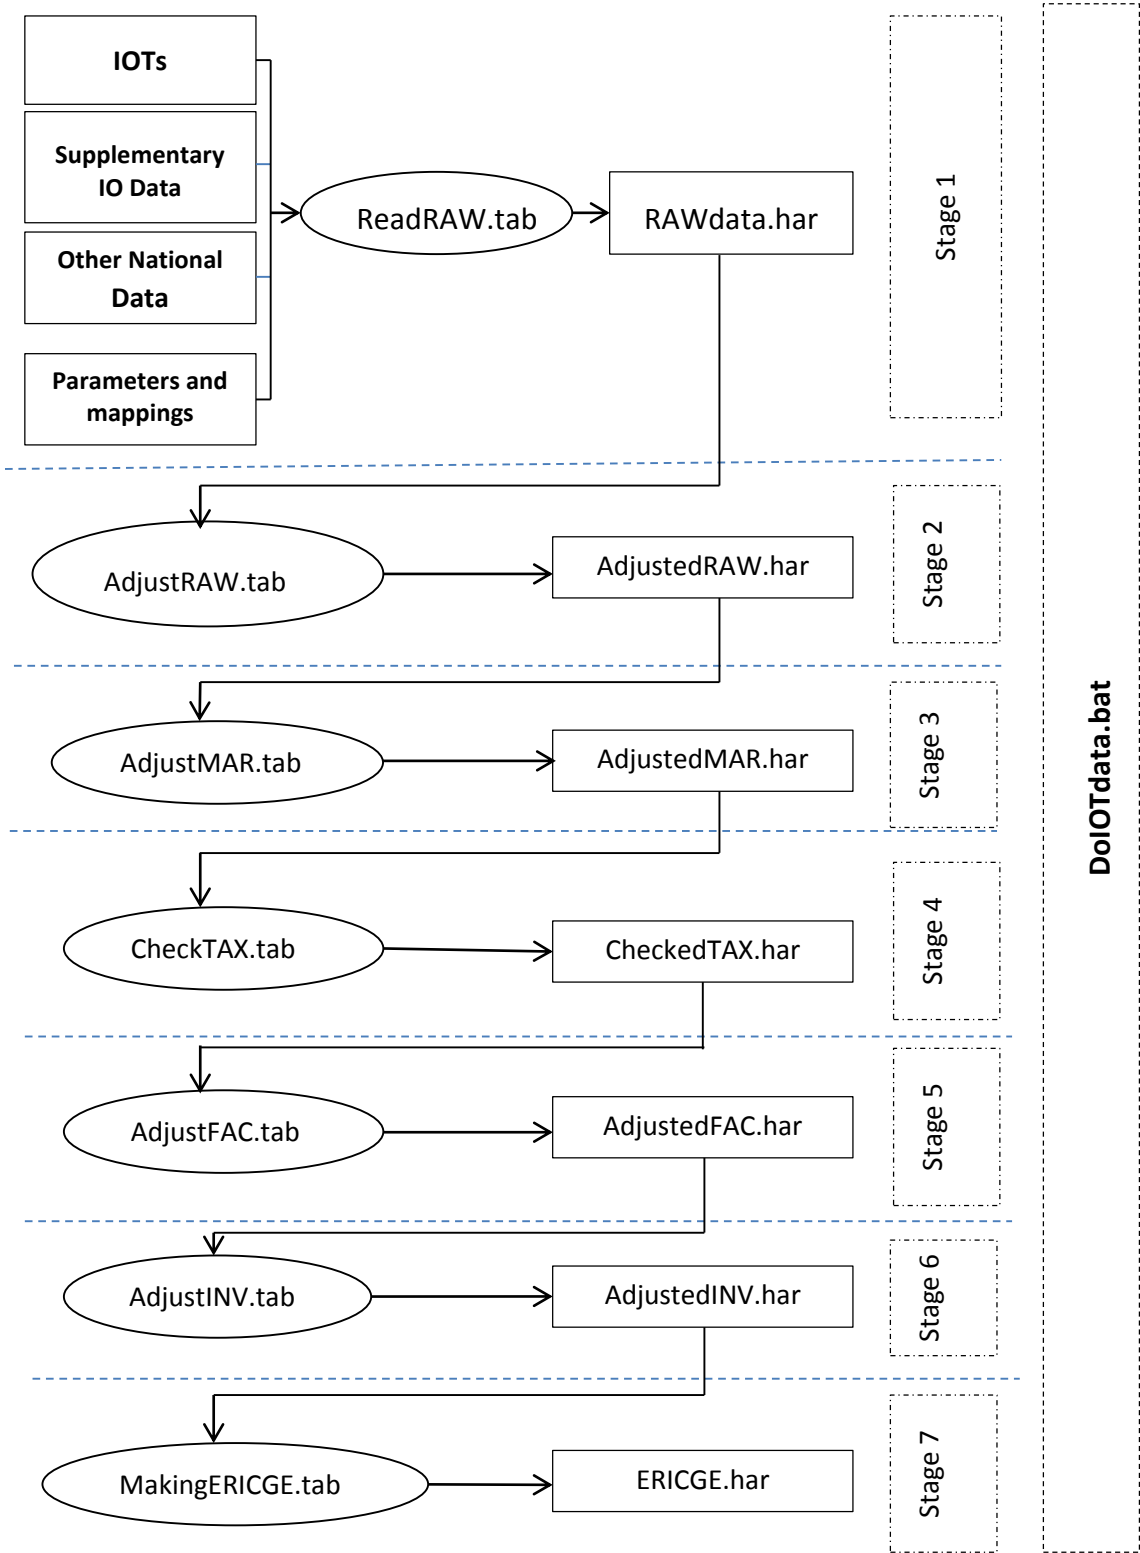 IOTs
Supplementary
IO Data
Other National
Data
Parameters and
mappings
ReadRAW.tab
RAWdata.har
Stage 1
AdjustRAW.tab
AdjustedRAW.har
Stage 2
AdjustMAR.tab
AdjustedMAR.har
Stage 3
CheckTAX.tab
CheckedTAX.har
Stage 4
AdjustFAC.tab
AdjustedFAC.har
Stage 5
AdjustINV.tab
AdjustedINV.har
Stage 6
MakingERICGE.tab
ERICGE.har
Stage 7
DoIOTdata.bat